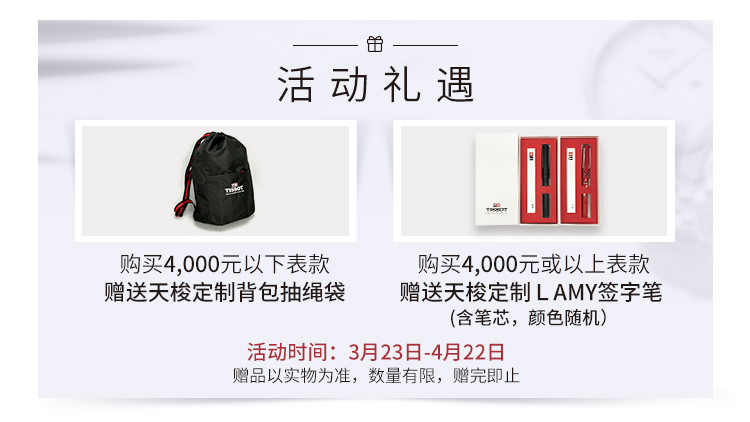 活动礼遇
TISSOT
TISSOT
购买4,000元以下表款
赠送天梭定制背包抽绳袋
购买4,000元或以上表款
赠送天梭定制 L AMY签字笔
(含笔芯，颜色随机)
活动时间：3月23日-4月22日
赠品以实物为准，数量有限，赠完即止